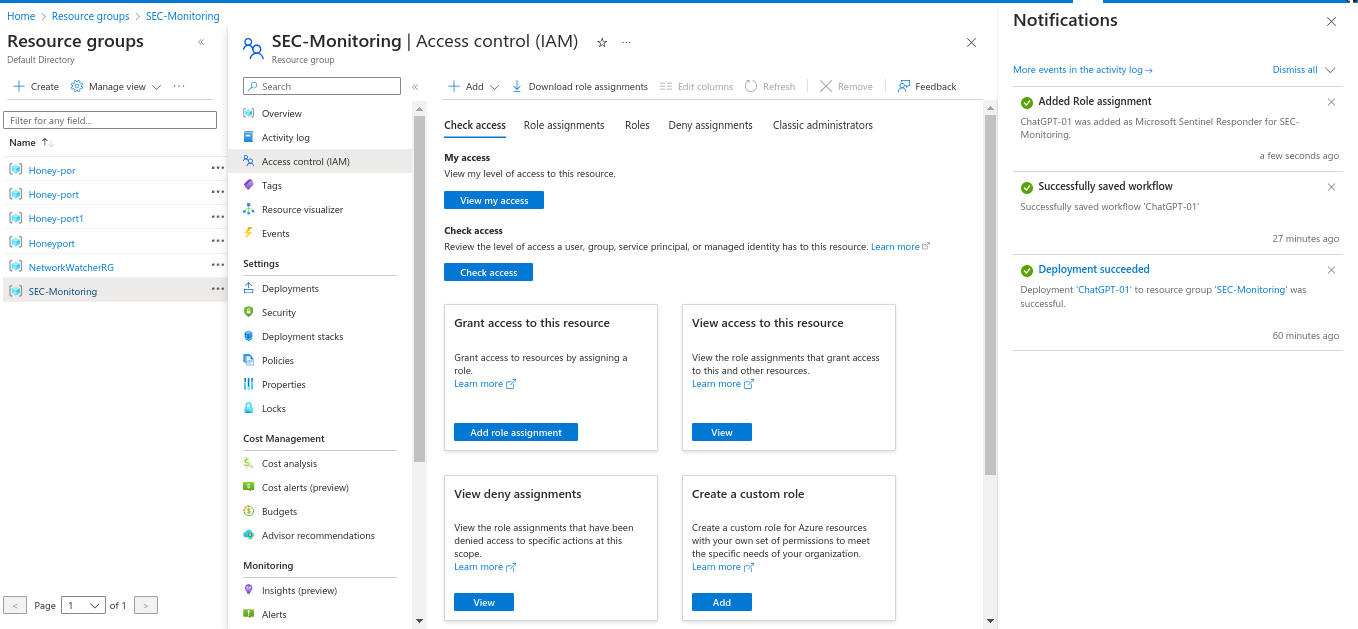 Home > Resource groups > SEC-Monitoring
Resource groups «
Default Directory
+ Create Manage view ...
Filter for any field...
Name ↑↓
Honey-por ...
Honey-port ...
Honey-port1 ...
Honeyport ...
NetworkWatcherRG ...
SEC-Monitoring ...
< Page 1 of 1 >
SEC-Monitoring | Access control (IAM) ☆ ...
Resource group
Search «
Overview
Activity log
Access control (IAM)
Tags
Resource visualizer
Events
Settings
Deployments
Security
Deployment stacks
Policies
Properties
Locks
Cost Management
Cost analysis
Cost alerts (preview)
Budgets
Advisor recommendations
Monitoring
Insights (preview)
Alerts
+ Add Download role assignments Edit columns Refresh Remove Feedback
Check access Role assignments Roles Deny assignments Classic administrators
My access
View my level of access to this resource.
View my access
Check access
Review the level of access a user, group, service principal, or managed identity has to this resource. Learn more
Check access
Grant access to this resource
Grant access to resources by assigning a
role.
Learn more
Add role assignment
View access to this resource
View the role assignments that grant access
to this and other resources.
Learn more
View
View deny assignments
View the role assignments that have been
denied access to specific actions at this
scope.
Learn more
View
Create a custom role
Create a custom role for Azure resources
with your own set of permissions to meet
the specific needs of your organization.
Learn more
Add
Notifications
More events in the activity log → Dismiss all
Added Role assignment
ChatGPT-01 was added as Microsoft Sentinel Responder for SEC-
Monitoring.
a few seconds ago
Successfully saved workflow
Successfully saved workflow 'ChatGPT-01'
27 minutes ago
Deployment succeeded
Deployment 'ChatGPT-01' to resource group 'SEC-Monitoring' was
successful.
60 minutes ago